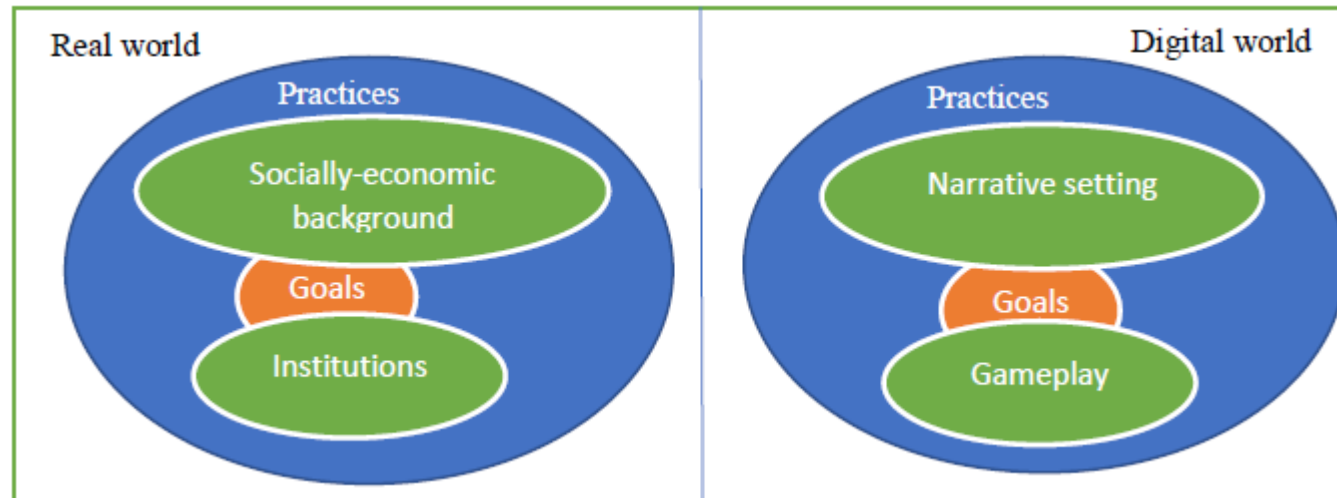 Real world
Practices
Socially-economic
background
Goals
Institutions
Digital world
Practices
Narrative setting
Goals
Gameplay